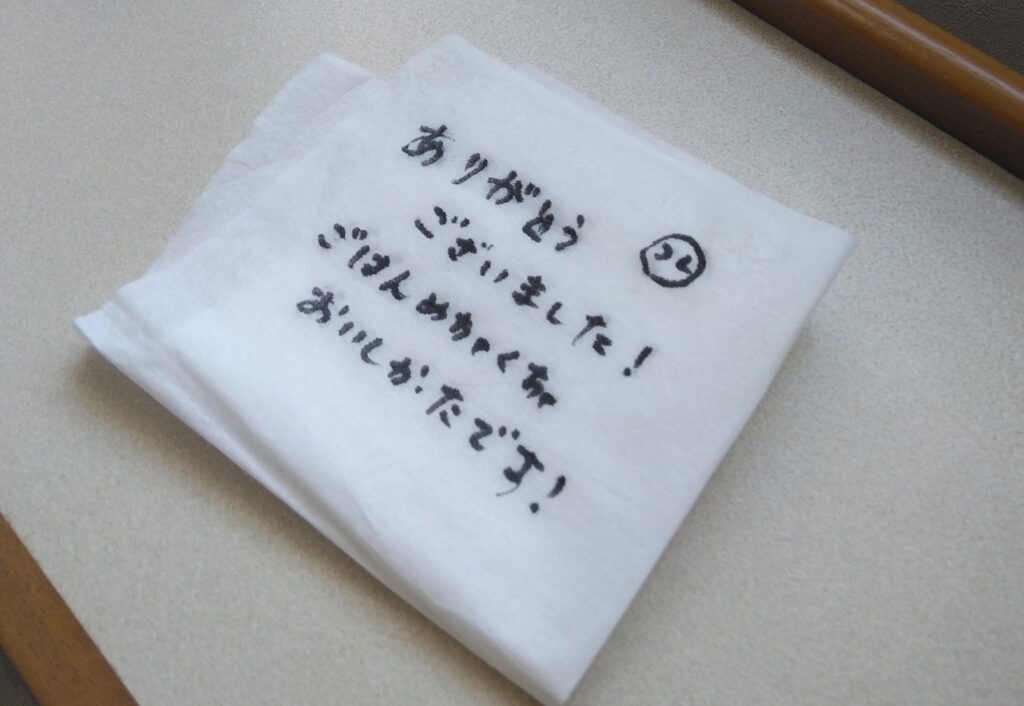 ありがとう
ございました!
ごはんめちゃくちゃ
おいしかったです!